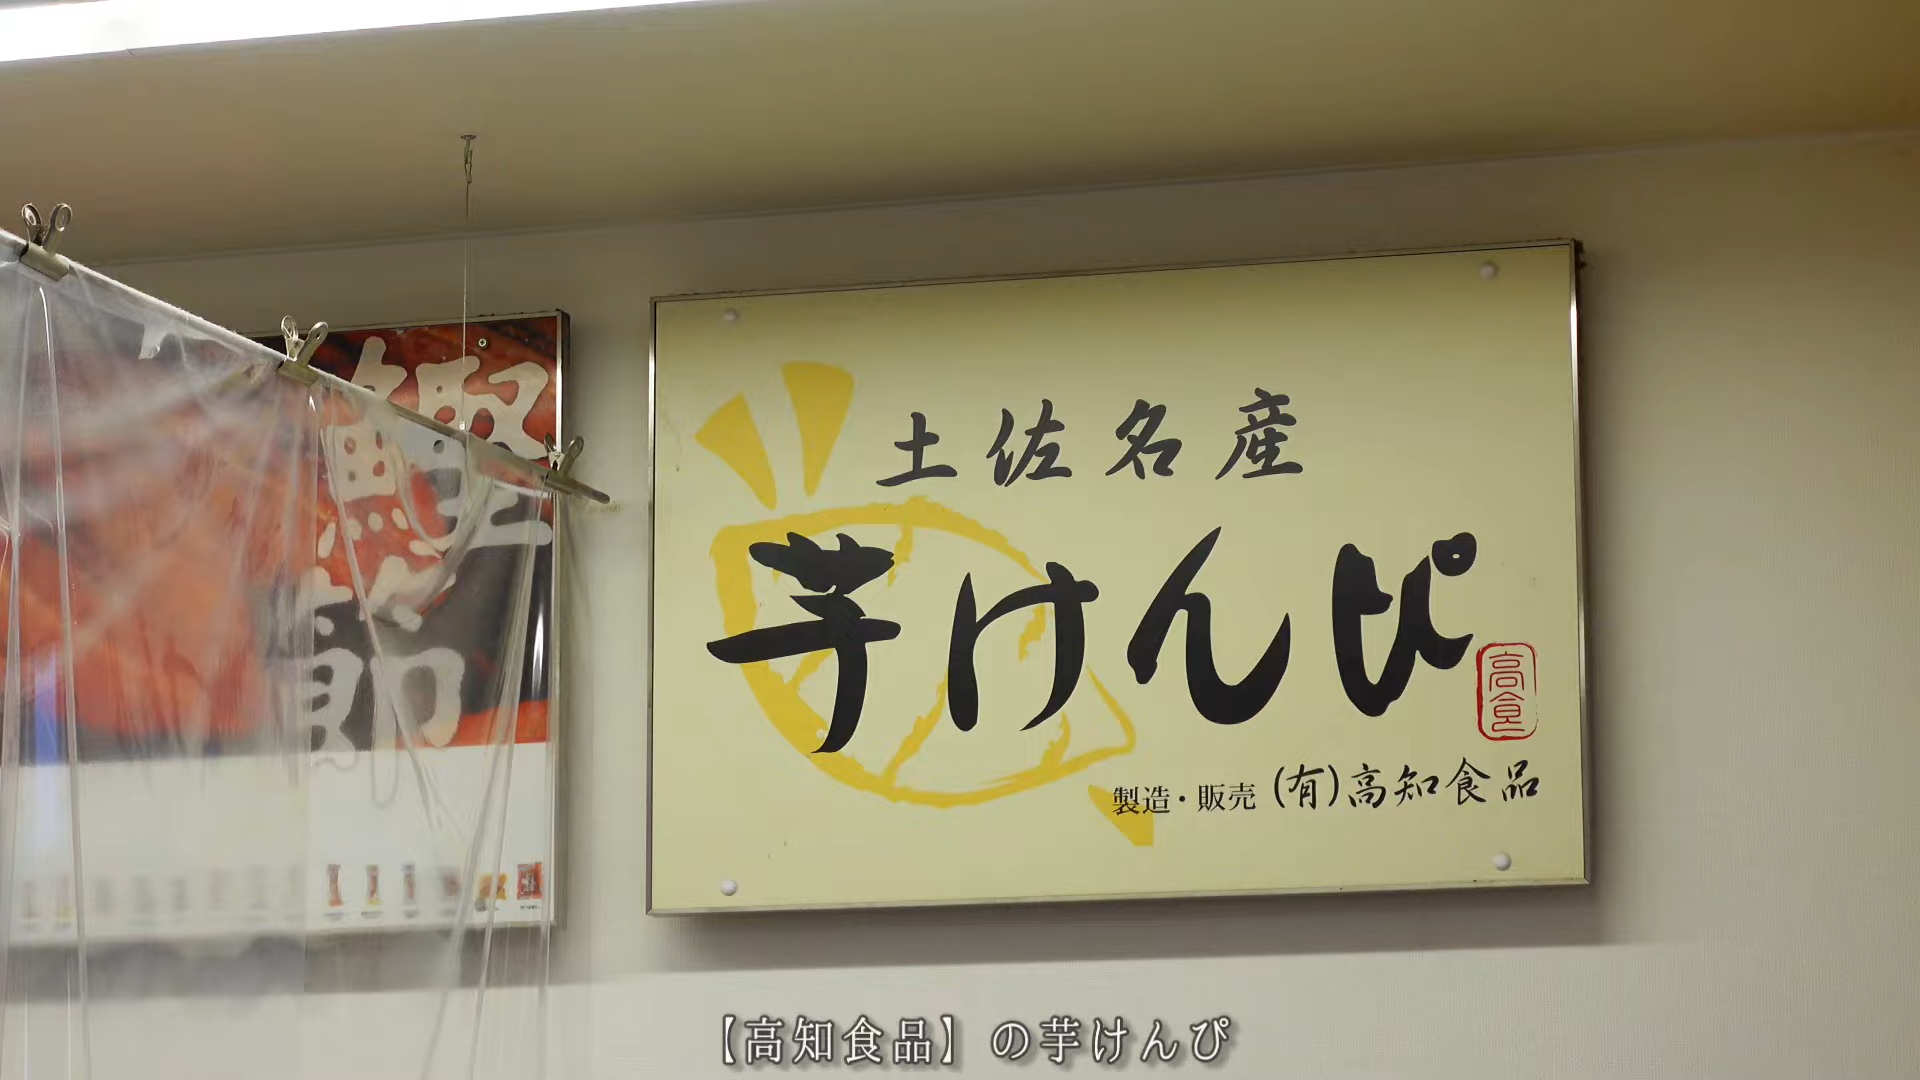 鰹節
土佐名産
芋けんぴ
高食
製造・販売 (有)高知食品
【高知食品】の芋けんぴ